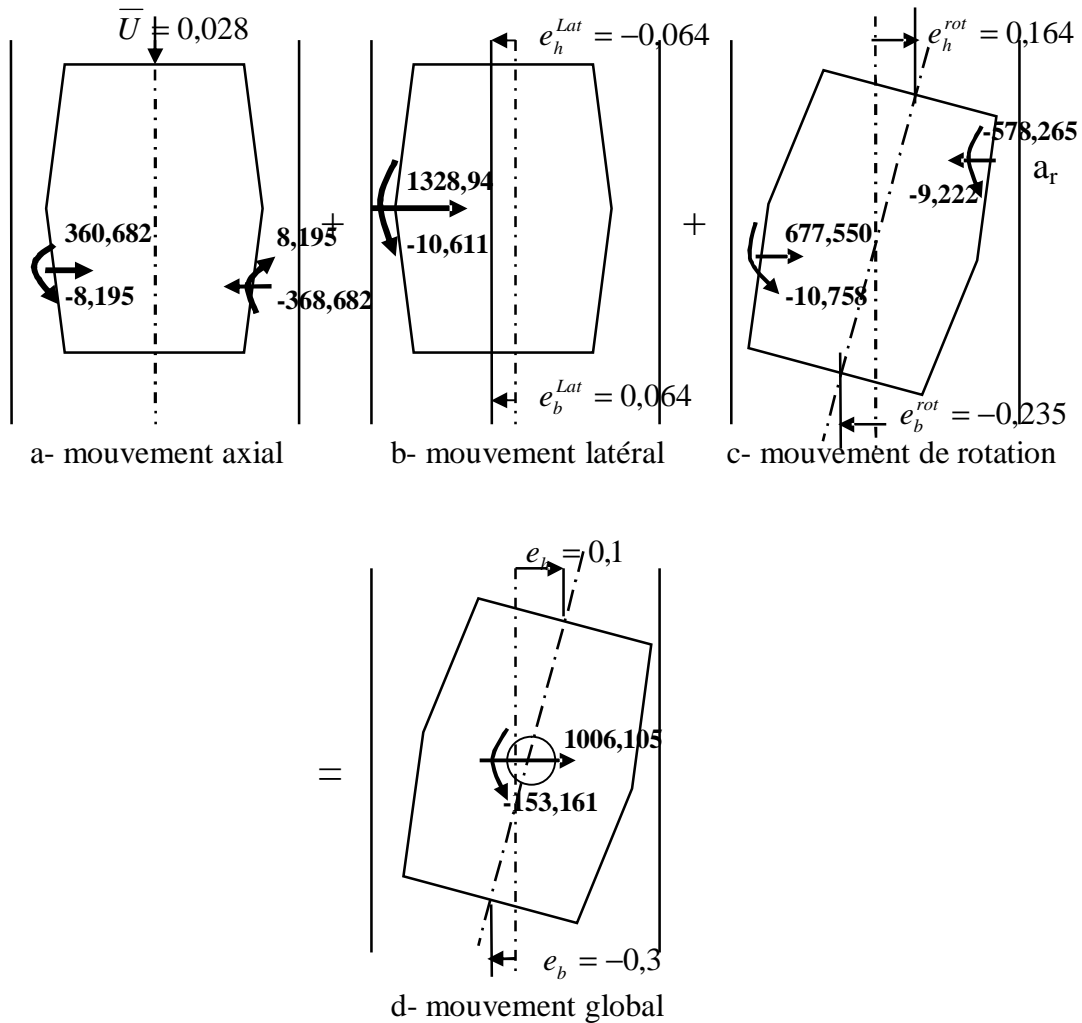 U̅ = 0,028
e_h^{Lat} = −0,064
e_h^{rot} = 0,164
360,682
-8,195
8,195
-368,682
+
1328,94
-10,611
+
-578,265
a_r
-9,222
677,550
-10,758
e_b^{Lat} = 0,064
e_b^{rot} = −0,235
a- mouvement axial
b- mouvement latéral
c- mouvement de rotation
e_h = 0,1
=
1006,105
-153,161
e_b = −0,3
d- mouvement global